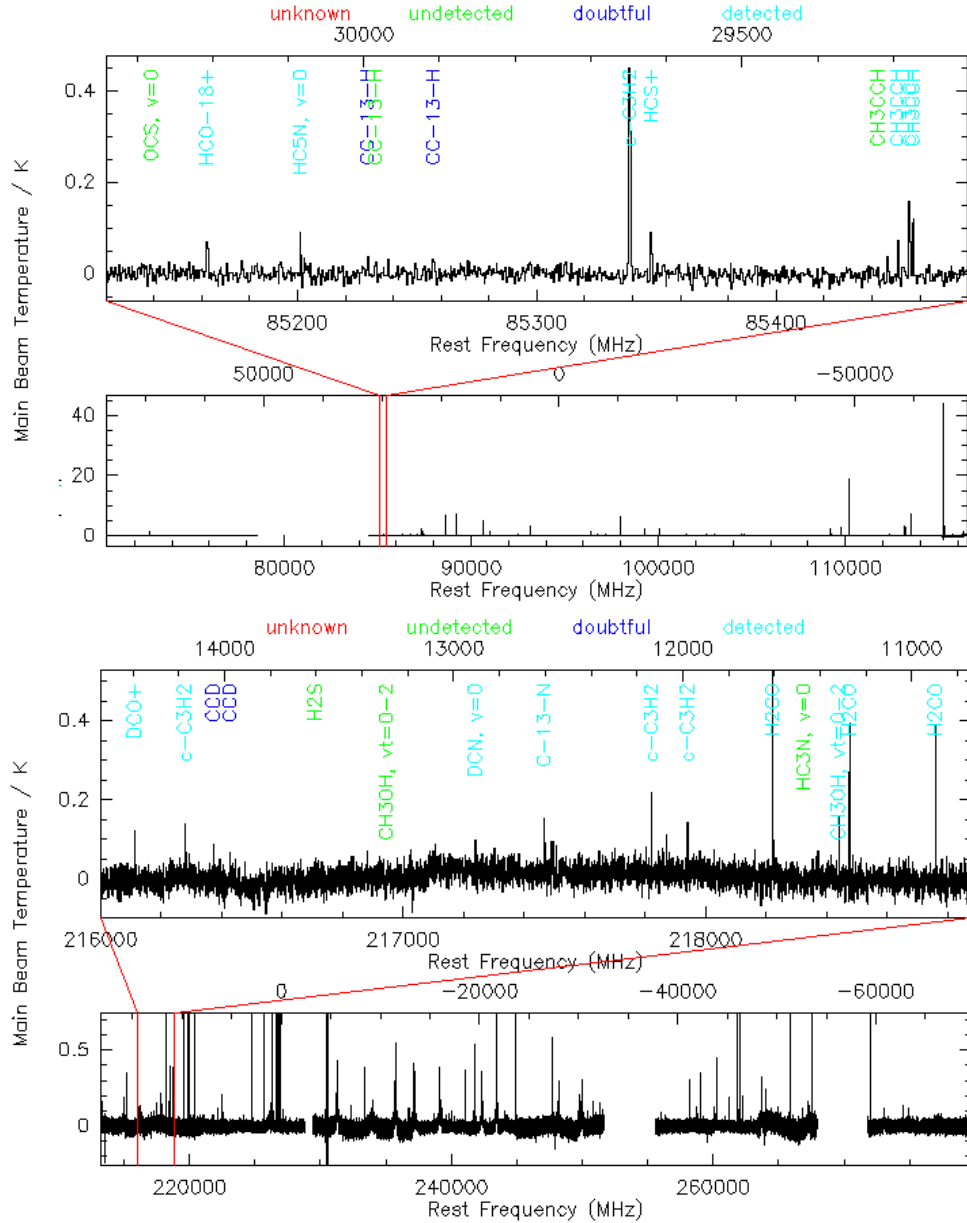 unknown undetected doubtful detected
30000 29500
OCS, v=0
HCO-18+
HC5N, v=0
CC-13-H
CC-13-H
CC-13-H
c-C3H2
HCS+
CH3CCH
CH3CCH
CH3CCH
0.4
0.2
0
85200 85300 85400
Rest Frequency (MHz)
Main Beam Temperature / K
50000 0 -50000
40
20
0
80000 90000 100000 110000
Rest Frequency (MHz)
unknown undetected doubtful detected
14000 13000 12000 11000
DCO+
c-C3H2
CCD
CCD
H2S
CH3OH, vt=0-2
DCN, v=0
C-13-N
c-C3H2
c-C3H2
H2CO
HC3N, v=0
CH3OH, vt=0-2
H2CO
H2CO
0.4
0.2
0
216000 217000 218000
Rest Frequency (MHz)
Main Beam Temperature / K
0 -20000 -40000 -60000
0.5
0
220000 240000 260000
Rest Frequency (MHz)